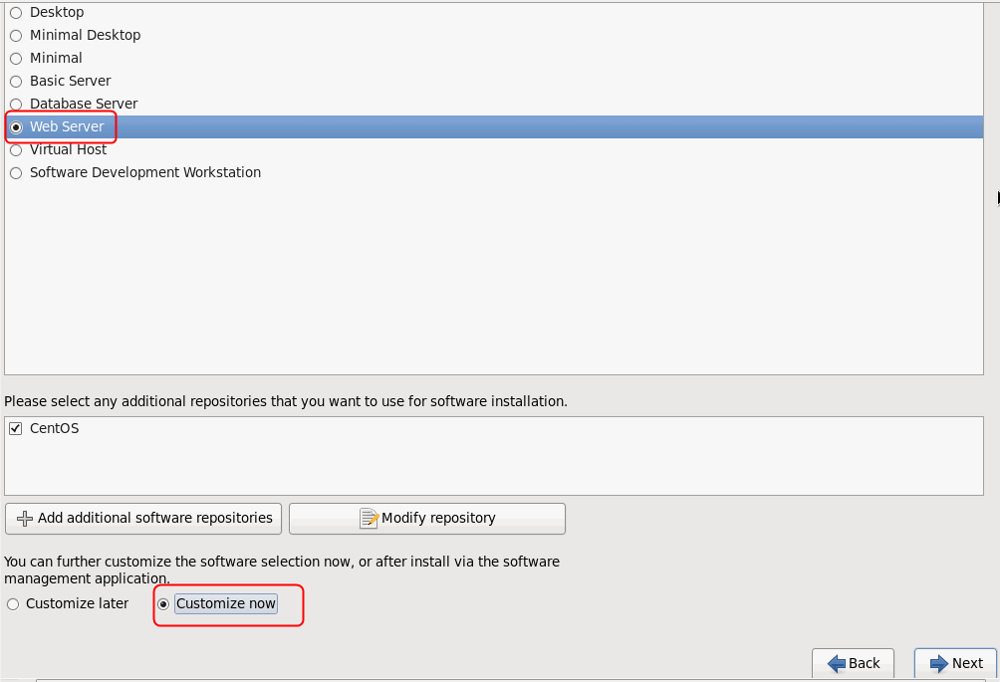 Desktop
Minimal Desktop
Minimal
Basic Server
Database Server
Web Server
Virtual Host
Software Development Workstation
Please select any additional repositories that you want to use for software installation.
CentOS
Add additional software repositories
Modify repository
You can further customize the software selection now, or after install via the software
management application.
Customize later
Customize now
Back
Next